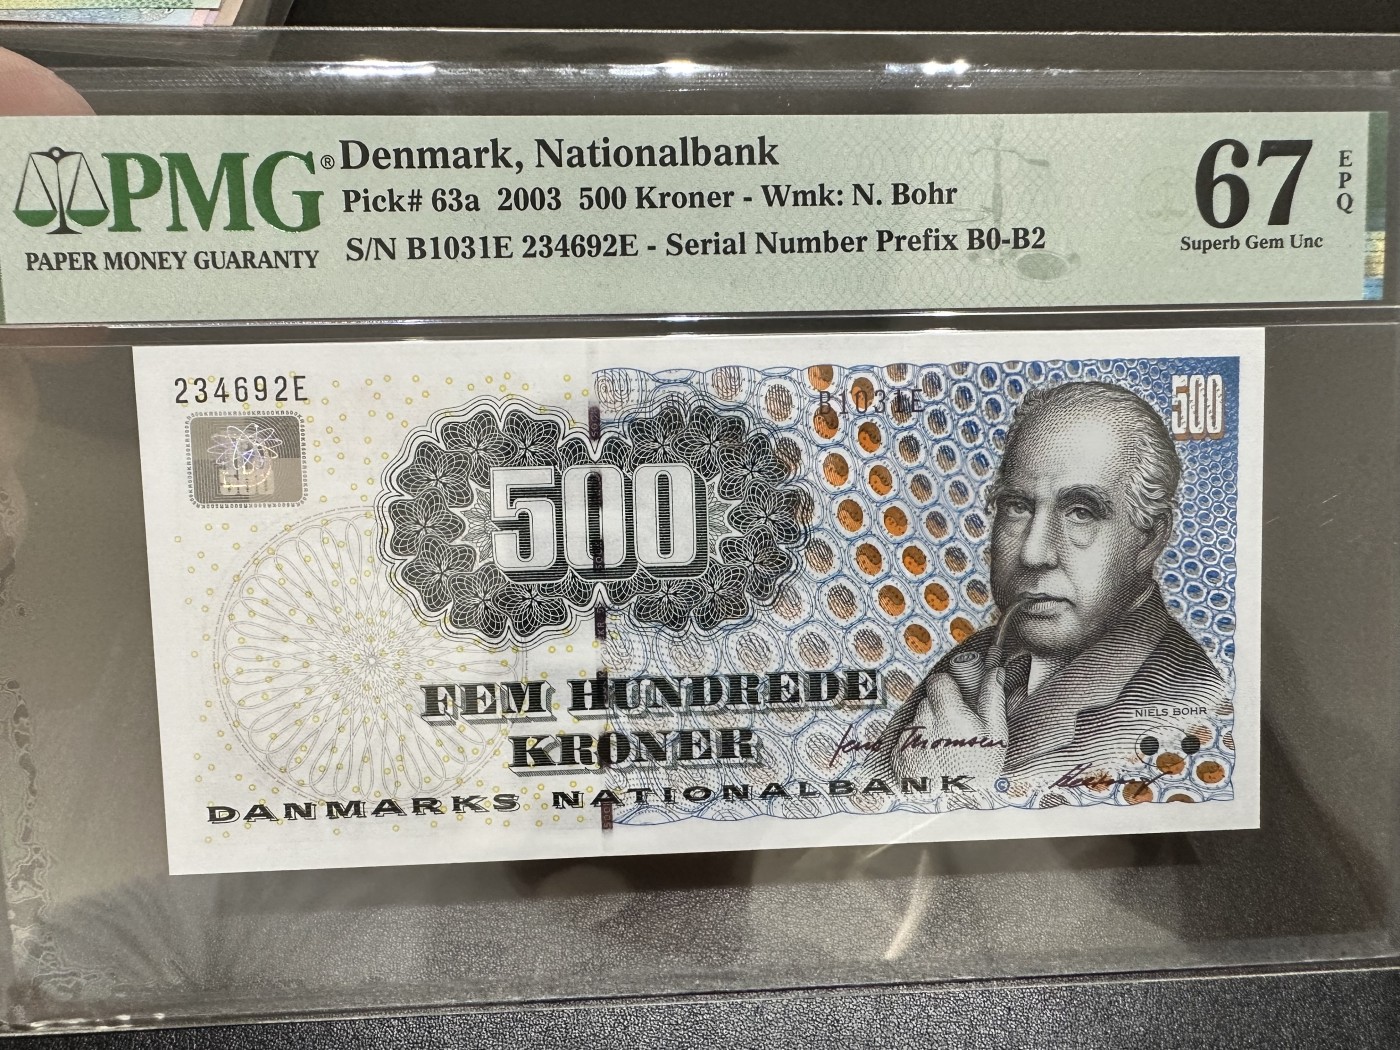 PMG®
PAPER MONEY GUARANTY
Denmark, Nationalbank
Pick# 63a 2003 500 Kroner - Wmk: N. Bohr
S/N B1031E 234692E - Serial Number Prefix B0-B2
67
EPQ
Superb Gem Unc
234692E
B1031E
500
500
FEM HUNDREDE
KRONER
DANMARKS NATIONALBANK ©
NIELS BOHR